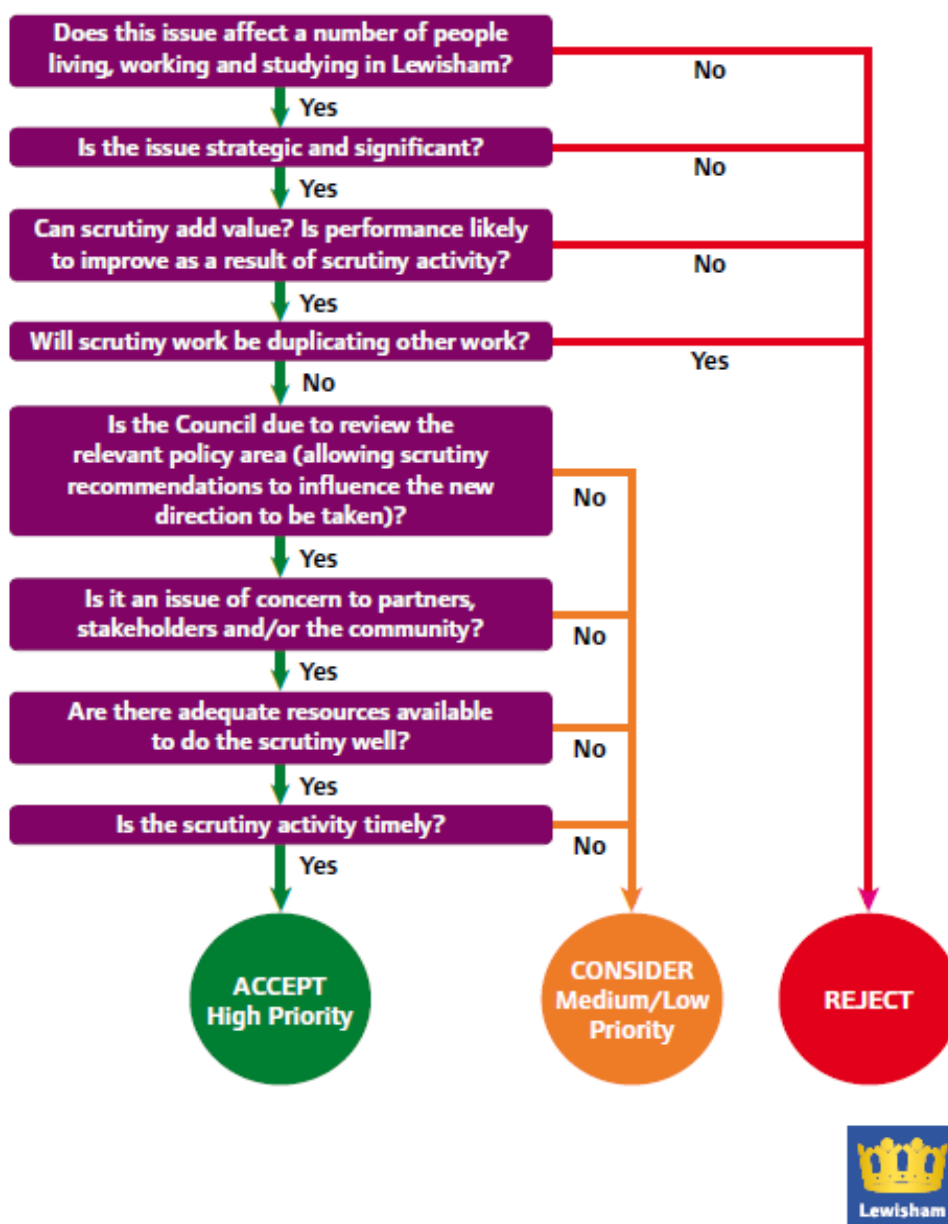 Does this issue affect a number of people
living, working and studying in Lewisham?
No
Yes
Is the issue strategic and significant?
No
Yes
Can scrutiny add value? Is performance likely
to improve as a result of scrutiny activity?
No
Yes
Will scrutiny work be duplicating other work?
Yes
No
Is the Council due to review the
relevant policy area (allowing scrutiny
recommendations to influence the new
direction to be taken)?
No
Yes
Is it an issue of concern to partners,
stakeholders and/or the community?
No
Yes
Are there adequate resources available
to do the scrutiny well?
No
Yes
Is the scrutiny activity timely?
No
Yes
ACCEPT
High Priority
CONSIDER
Medium/Low
Priority
REJECT
Lewisham